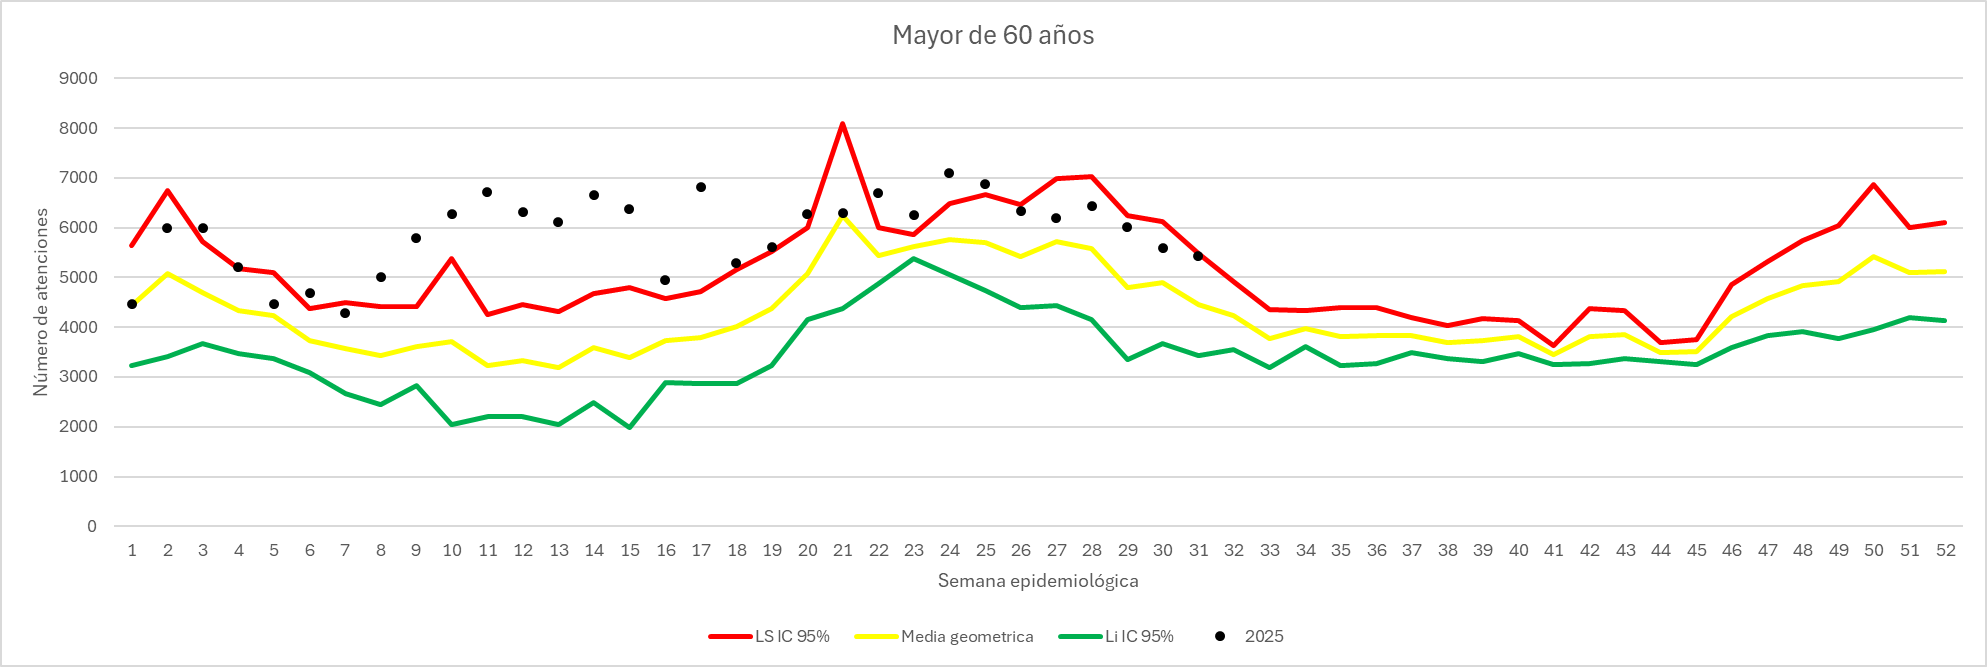 Mayor de 60 años
9000
8000
7000
6000
5000
4000
3000
2000
1000
0
Número de atenciones
1 2 3 4 5 6 7 8 9 10 11 12 13 14 15 16 17 18 19 20 21 22 23 24 25 26 27 28 29 30 31 32 33 34 35 36 37 38 39 40 41 42 43 44 45 46 47 48 49 50 51 52
Semana epidemiológica
LS IC 95% Media geometrica Li IC 95% 2025